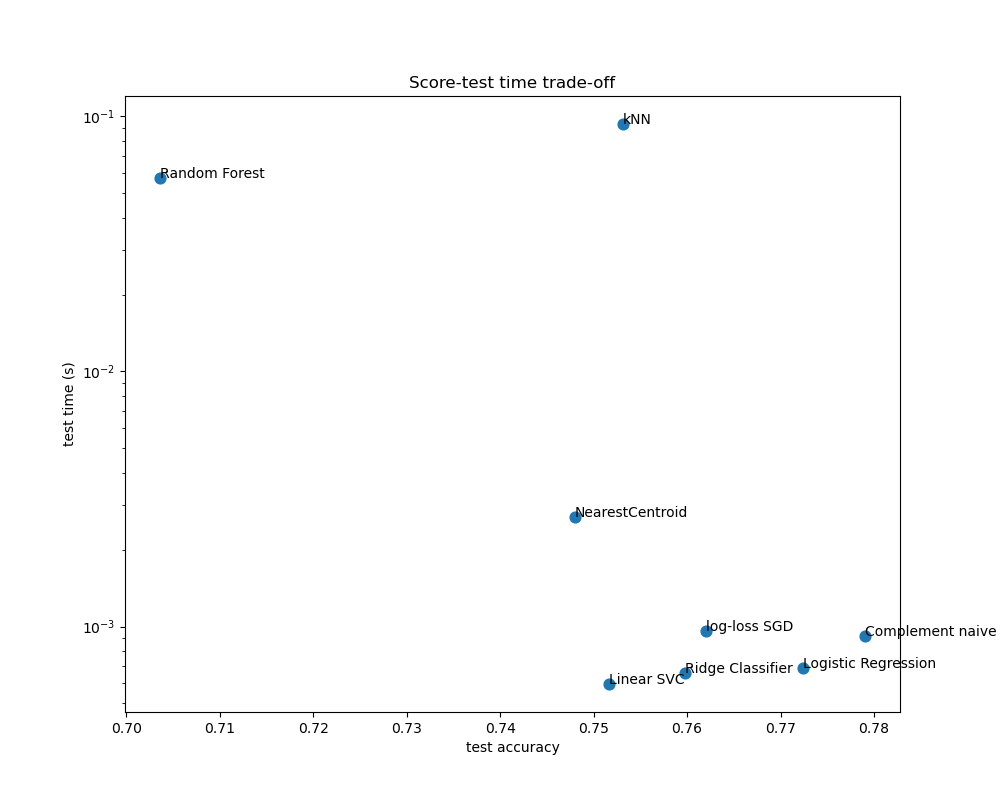 Score-test time trade-off
10⁻¹
kNN
Random Forest
10⁻²
test time (s)
NearestCentroid
10⁻³
log-loss SGD
Complement naive
Logistic Regression
Ridge Classifier
Linear SVC
0.70 0.71 0.72 0.73 0.74 0.75 0.76 0.77 0.78
test accuracy